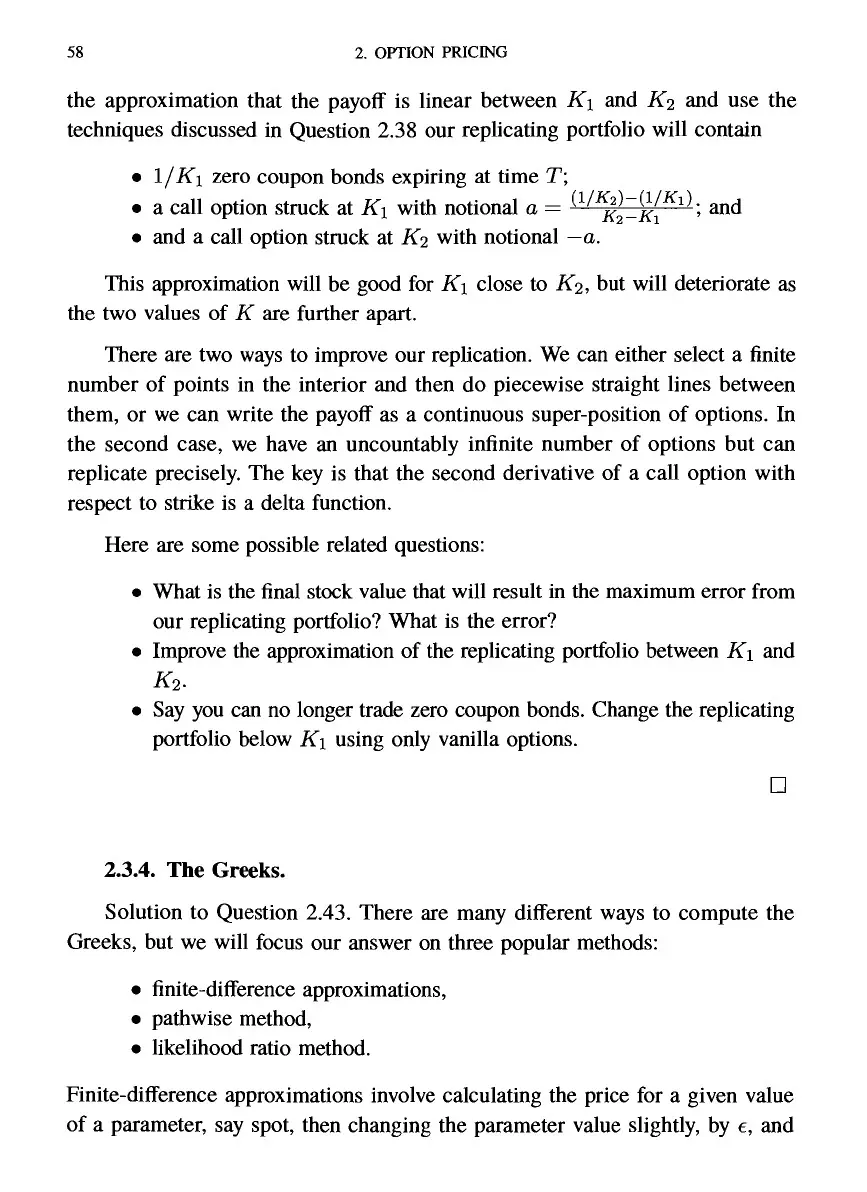 58 2. OPTION PRICING
the approximation that the payoff is linear between K₁ and K₂ and use the
techniques discussed in Question 2.38 our replicating portfolio will contain
• 1/K₁ zero coupon bonds expiring at time T;
• a call option struck at K₁ with notional a = ((1/K₂)−(1/K₁))/(K₂−K₁); and
• and a call option struck at K₂ with notional −a.
This approximation will be good for K₁ close to K₂, but will deteriorate as
the two values of K are further apart.
There are two ways to improve our replication. We can either select a finite
number of points in the interior and then do piecewise straight lines between
them, or we can write the payoff as a continuous super-position of options. In
the second case, we have an uncountably infinite number of options but can
replicate precisely. The key is that the second derivative of a call option with
respect to strike is a delta function.
Here are some possible related questions:
• What is the final stock value that will result in the maximum error from
our replicating portfolio? What is the error?
• Improve the approximation of the replicating portfolio between K₁ and
K₂.
• Say you can no longer trade zero coupon bonds. Change the replicating
portfolio below K₁ using only vanilla options.
□
2.3.4. The Greeks.
Solution to Question 2.43. There are many different ways to compute the
Greeks, but we will focus our answer on three popular methods:
• finite-difference approximations,
• pathwise method,
• likelihood ratio method.
Finite-difference approximations involve calculating the price for a given value
of a parameter, say spot, then changing the parameter value slightly, by ϵ, and